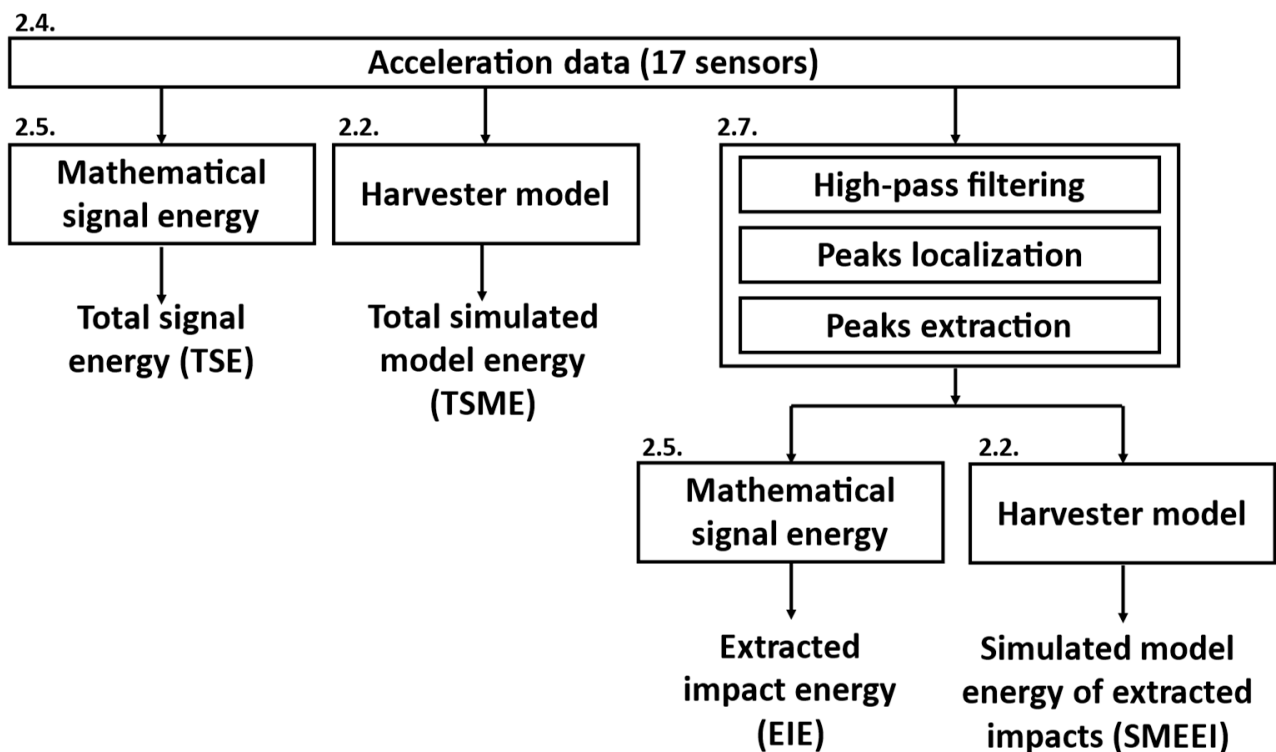 2.4.
Acceleration data (17 sensors)
2.5.
Mathematical
signal energy
2.2.
Harvester model
2.7.
High-pass filtering
Peaks localization
Peaks extraction
Total signal
energy (TSE)
Total simulated
model energy
(TSME)
2.5.
Mathematical
signal energy
2.2.
Harvester model
Extracted
impact energy
(EIE)
Simulated model
energy of extracted
impacts (SMEEI)